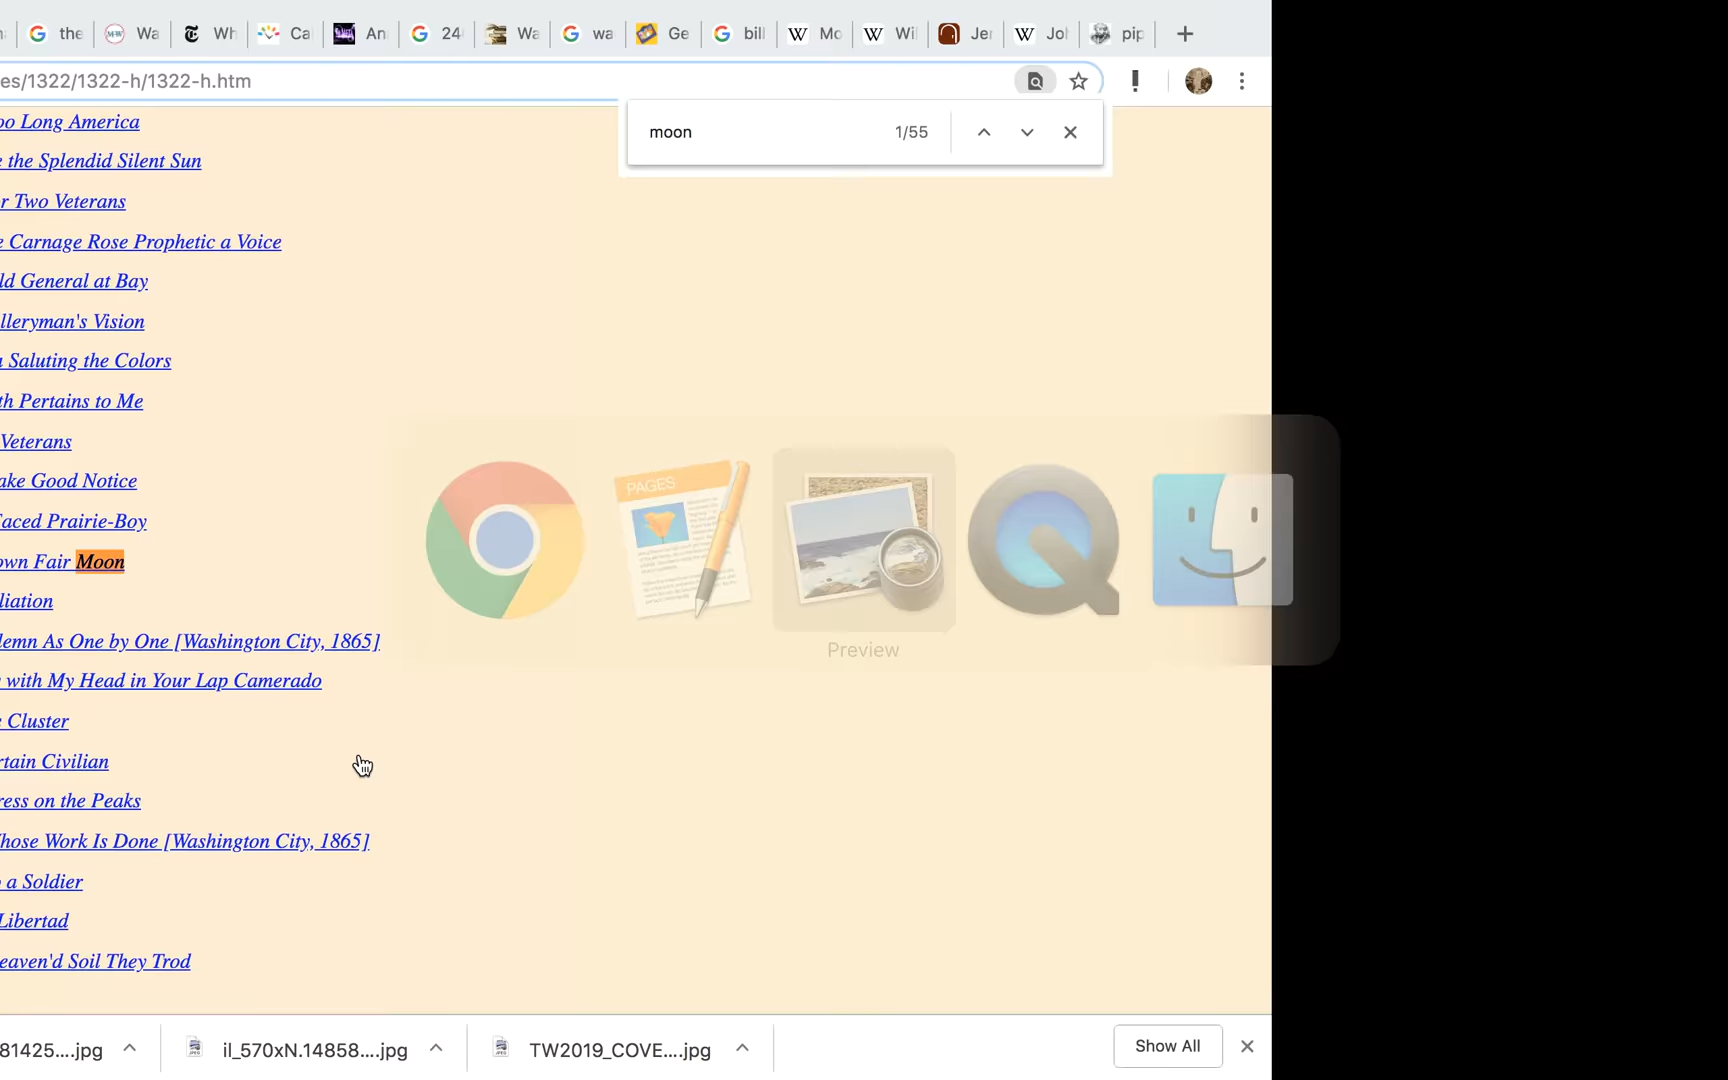 the
Wa
Wh
Ca
An
24
Wa
wa
Ge
bill
Mo
Wi
Je
Jo
pip
es/1322/1322-h/1322-h.htm
moon 1/55
oo Long America
e the Splendid Silent Sun
r Two Veterans
e Carnage Rose Prophetic a Voice
ld General at Bay
lleryman's Vision
a Saluting the Colors
th Pertains to Me
Veterans
ake Good Notice
Faced Prairie-Boy
own Fair Moon
PAGES
Preview
liation
lemn As One by One [Washington City, 1865]
with My Head in Your Lap Camerado
e Cluster
rtain Civilian
ress on the Peaks
Whose Work Is Done [Washington City, 1865]
o a Soldier
Libertad
eaven'd Soil They Trod
81425....jpg
il_570xN.14858....jpg
TW2019_COVE....jpg
Show All